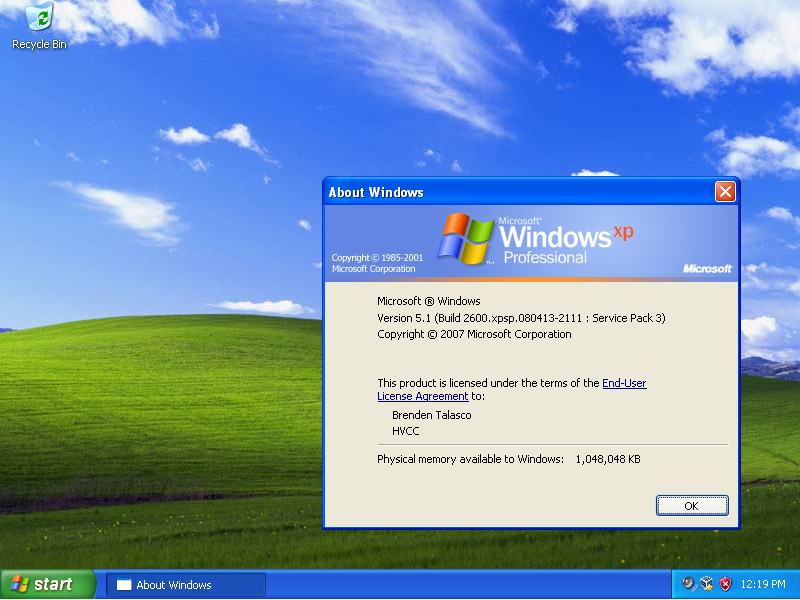 Recycle Bin
About Windows
Copyright © 1985-2001
Microsoft Corporation
Microsoft®
Windows xp
Professional
Microsoft
Microsoft ® Windows
Version 5.1 (Build 2600.xpsp.080413-2111 : Service Pack 3)
Copyright © 2007 Microsoft Corporation
This product is licensed under the terms of the End-User
License Agreement to:
Brenden Talasco
HVCC
Physical memory available to Windows: 1,048,048 KB
OK
start
About Windows
12:19 PM